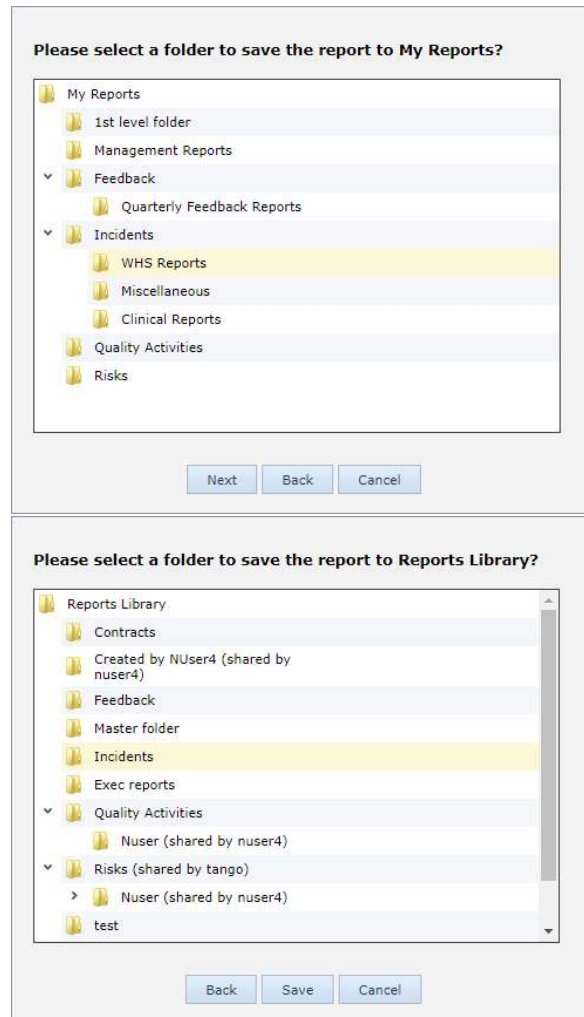 Please select a folder to save the report to My Reports?
My Reports
1st level folder
Management Reports
Feedback
Quarterly Feedback Reports
Incidents
WHS Reports
Miscellaneous
Clinical Reports
Quality Activities
Risks
Next Back Cancel
Please select a folder to save the report to Reports Library?
Reports Library
Contracts
Created by NUser4 (shared by
nuser4)
Feedback
Master folder
Incidents
Exec reports
Quality Activities
Nuser (shared by nuser4)
Risks (shared by tango)
Nuser (shared by nuser4)
test
Back Save Cancel